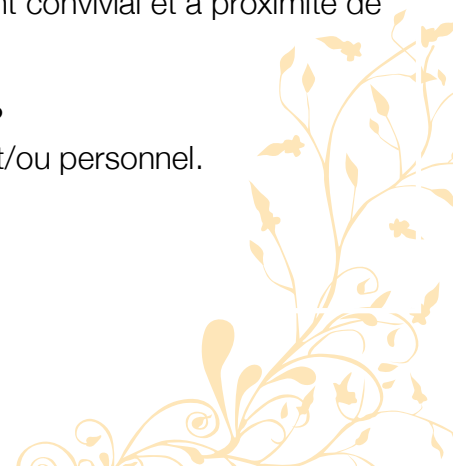 convivial et à proximité de
?
t/ou personnel.